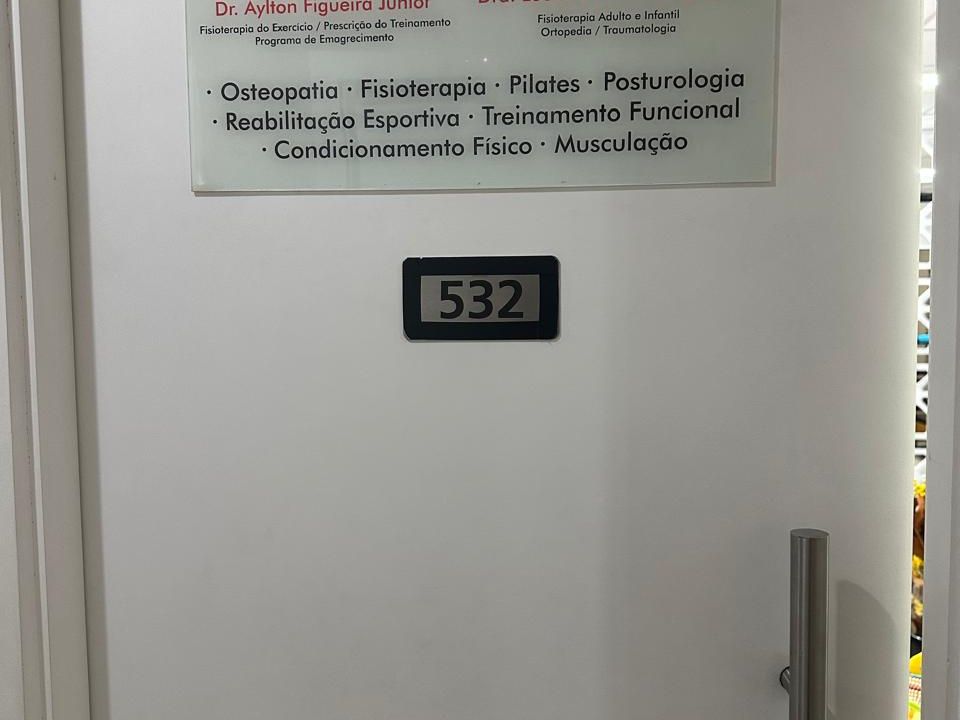 Dr. Aylton Figueira Junior
Fisioterapia do Exercício / Prescrição do Treinamento
Programa de Emagrecimento
Fisioterapia Adulto e Infantil
Ortopedia / Traumatologia
· Osteopatia · Fisioterapia · Pilates · Posturologia
· Reabilitação Esportiva · Treinamento Funcional
· Condicionamento Físico · Musculação
532